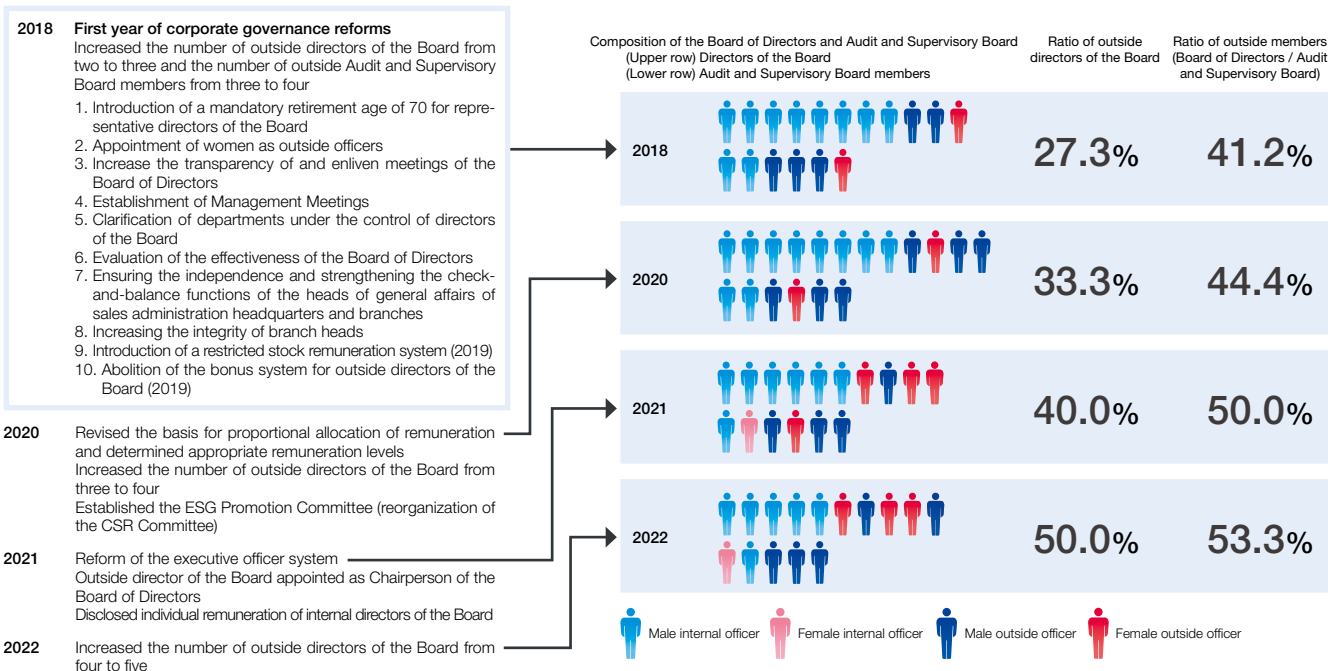 2018 First year of corporate governance reforms
Increased the number of outside directors of the Board from
two to three and the number of outside Audit and Supervisory
Board members from three to four
1. Introduction of a mandatory retirement age of 70 for repre-
sentative directors of the Board
2. Appointment of women as outside officers
3. Increase the transparency of and enliven meetings of the
Board of Directors
4. Establishment of Management Meetings
5. Clarification of departments under the control of directors
of the Board
6. Evaluation of the effectiveness of the Board of Directors
7. Ensuring the independence and strengthening the check-
and-balance functions of the heads of general affairs of
sales administration headquarters and branches
8. Increasing the integrity of branch heads
9. Introduction of a restricted stock remuneration system (2019)
10. Abolition of the bonus system for outside directors of the
Board (2019)
2020 Revised the basis for proportional allocation of remuneration
and determined appropriate remuneration levels
Increased the number of outside directors of the Board from
three to four
Established the ESG Promotion Committee (reorganization of
the CSR Committee)
2021 Reform of the executive officer system
Outside director of the Board appointed as Chairperson of the
Board of Directors
Disclosed individual remuneration of internal directors of the Board
2022 Increased the number of outside directors of the Board from
four to five
Composition of the Board of Directors and Audit and Supervisory Board
(Upper row) Directors of the Board
(Lower row) Audit and Supervisory Board members
Ratio of outside
directors of the Board
Ratio of outside members
(Board of Directors / Audit
and Supervisory Board)
2018 27.3% 41.2%
2020 33.3% 44.4%
2021 40.0% 50.0%
2022 50.0% 53.3%
Male internal officer Female internal officer Male outside officer Female outside officer